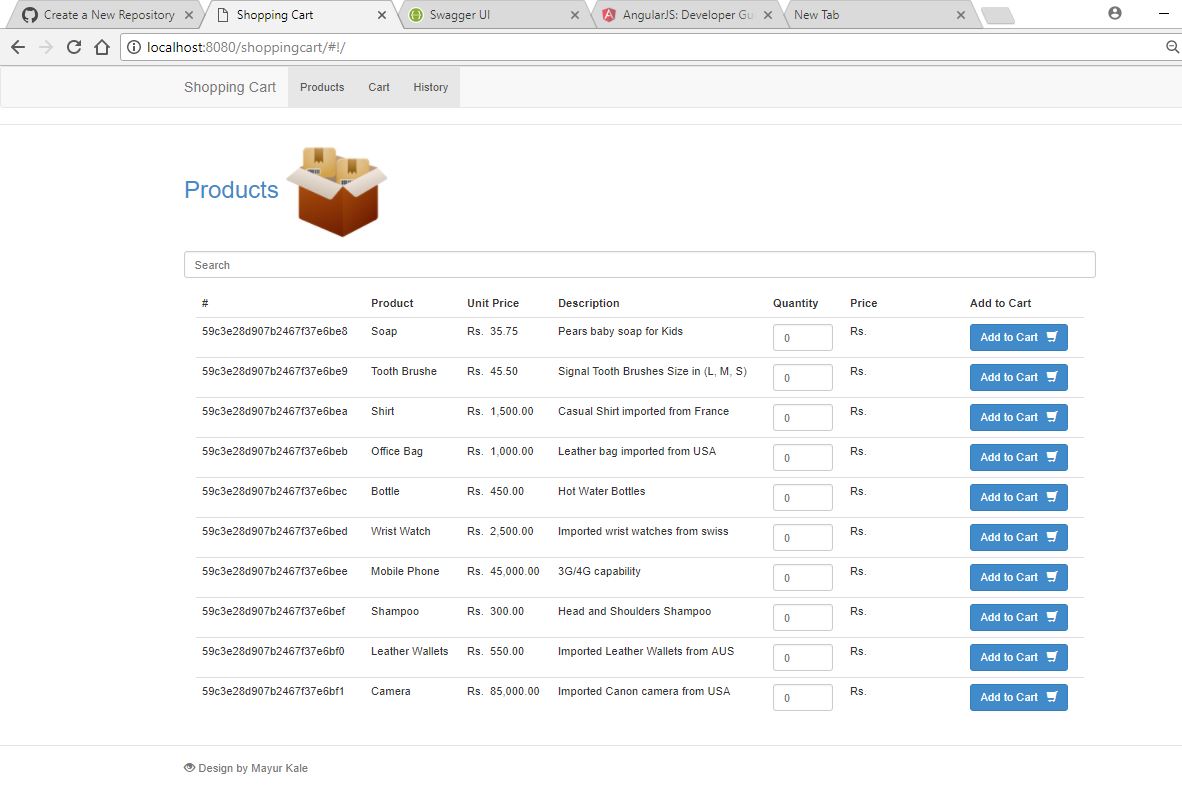 Create a New Repository Shopping Cart Swagger UI AngularJS: Developer Gu New Tab
localhost:8080/shoppingcart/#!/
Shopping Cart Products Cart History
Products
Search
# Product Unit Price Description Quantity Price Add to Cart
59c3e28d907b2467f37e6be8 Soap Rs. 35.75 Pears baby soap for Kids 0 Rs. Add to Cart
59c3e28d907b2467f37e6be9 Tooth Brushe Rs. 45.50 Signal Tooth Brushes Size in (L, M, S) 0 Rs. Add to Cart
59c3e28d907b2467f37e6bea Shirt Rs. 1,500.00 Casual Shirt imported from France 0 Rs. Add to Cart
59c3e28d907b2467f37e6beb Office Bag Rs. 1,000.00 Leather bag imported from USA 0 Rs. Add to Cart
59c3e28d907b2467f37e6bec Bottle Rs. 450.00 Hot Water Bottles 0 Rs. Add to Cart
59c3e28d907b2467f37e6bed Wrist Watch Rs. 2,500.00 Imported wrist watches from swiss 0 Rs. Add to Cart
59c3e28d907b2467f37e6bee Mobile Phone Rs. 45,000.00 3G/4G capability 0 Rs. Add to Cart
59c3e28d907b2467f37e6bef Shampoo Rs. 300.00 Head and Shoulders Shampoo 0 Rs. Add to Cart
59c3e28d907b2467f37e6bf0 Leather Wallets Rs. 550.00 Imported Leather Wallets from AUS 0 Rs. Add to Cart
59c3e28d907b2467f37e6bf1 Camera Rs. 85,000.00 Imported Canon camera from USA 0 Rs. Add to Cart
Design by Mayur Kale